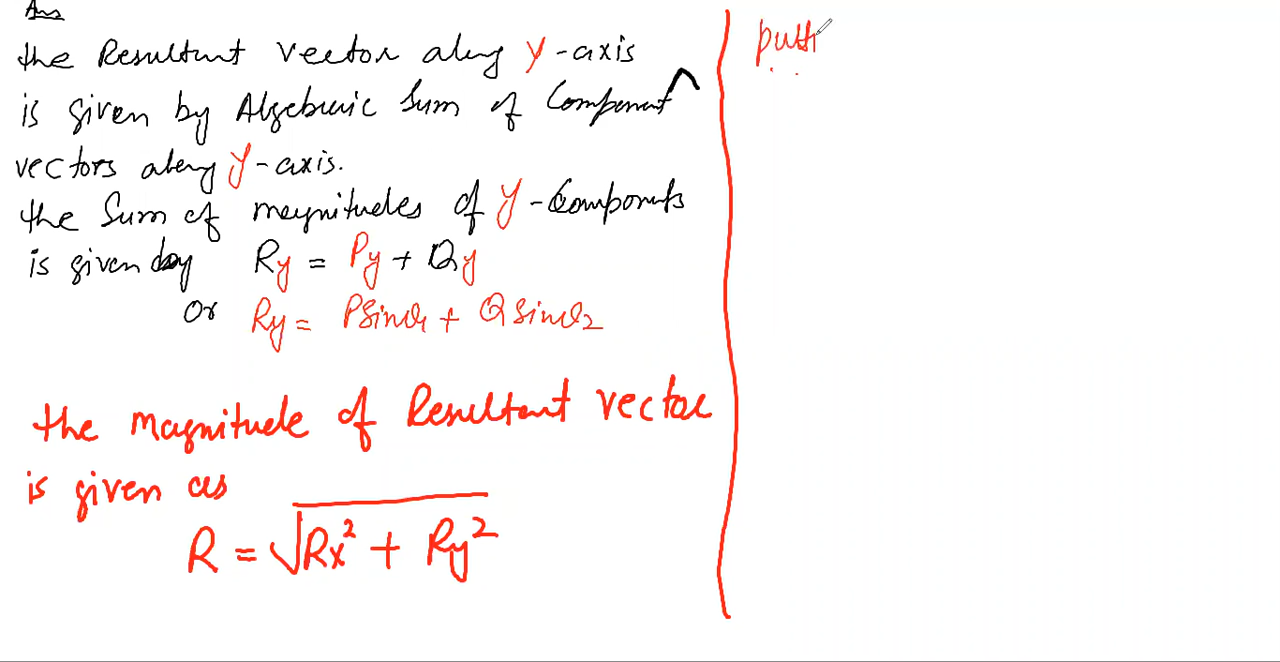 Ans
the Resultant vector along y-axis
is given by Algebraic Sum of Component
vectors along y-axis.
the Sum of magnitudes of y-Components
is given by Ry = Py + Qy
Or Ry = P Sinθ1 + Q Sinθ2
the magnitude of Resultant vector
is given as
R = √Rx² + Ry²
putti